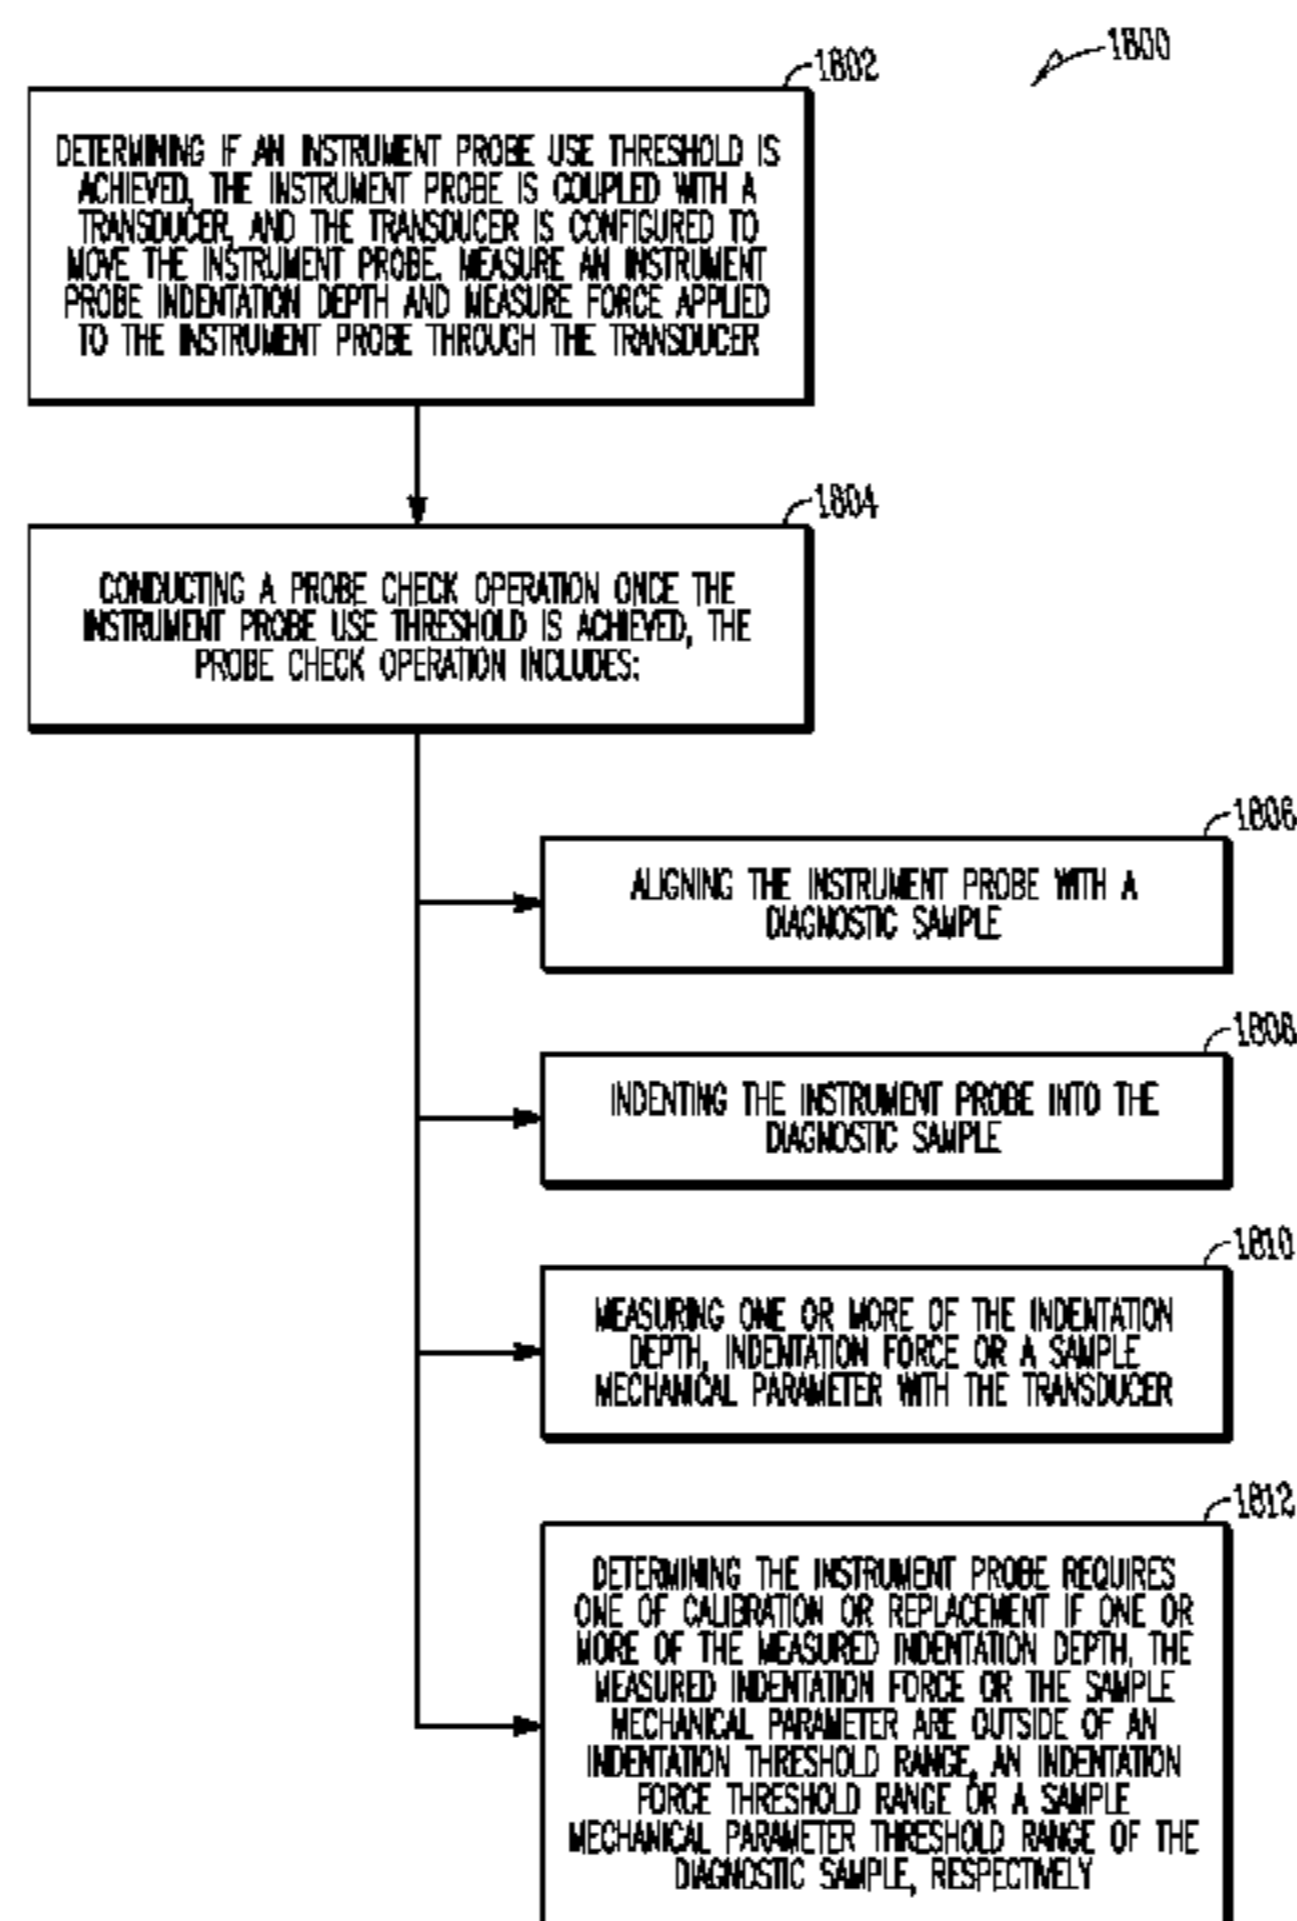 1800
1802
DETERMINING IF AN INSTRUMENT PROBE USE THRESHOLD IS
ACHIEVED, THE INSTRUMENT PROBE IS COUPLED WITH A
TRANSDUCER, AND THE TRANSDUCER IS CONFIGURED TO
MOVE THE INSTRUMENT PROBE, MEASURE AN INSTRUMENT
PROBE INDENTATION DEPTH AND MEASURE FORCE APPLIED
TO THE INSTRUMENT PROBE THROUGH THE TRANSDUCER
1804
CONDUCTING A PROBE CHECK OPERATION ONCE THE
INSTRUMENT PROBE USE THRESHOLD IS ACHIEVED, THE
PROBE CHECK OPERATION INCLUDES:
1806
ALIGNING THE INSTRUMENT PROBE WITH A
DIAGNOSTIC SAMPLE
1808
INDENTING THE INSTRUMENT PROBE INTO THE
DIAGNOSTIC SAMPLE
1810
MEASURING ONE OR MORE OF THE INDENTATION
DEPTH, INDENTATION FORCE OR A SAMPLE
MECHANICAL PARAMETER WITH THE TRANSDUCER
1812
DETERMINING THE INSTRUMENT PROBE REQUIRES
ONE OF CALIBRATION OR REPLACEMENT IF ONE OR
MORE OF THE MEASURED INDENTATION DEPTH, THE
MEASURED INDENTATION FORCE OR THE SAMPLE
MECHANICAL PARAMETER ARE OUTSIDE OF AN
INDENTATION THRESHOLD RANGE, AN INDENTATION
FORCE THRESHOLD RANGE OR A SAMPLE
MECHANICAL PARAMETER THRESHOLD RANGE OF THE
DIAGNOSTIC SAMPLE, RESPECTIVELY